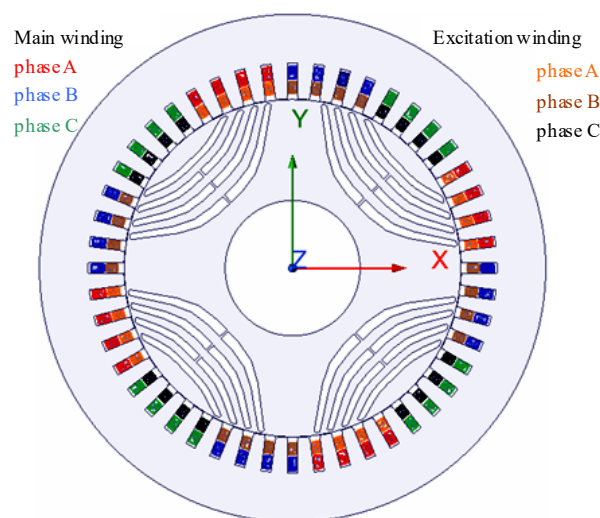 Main winding
phase A
phase B
phase C
Excitation winding
phase A
phase B
phase C
Y
Z
X